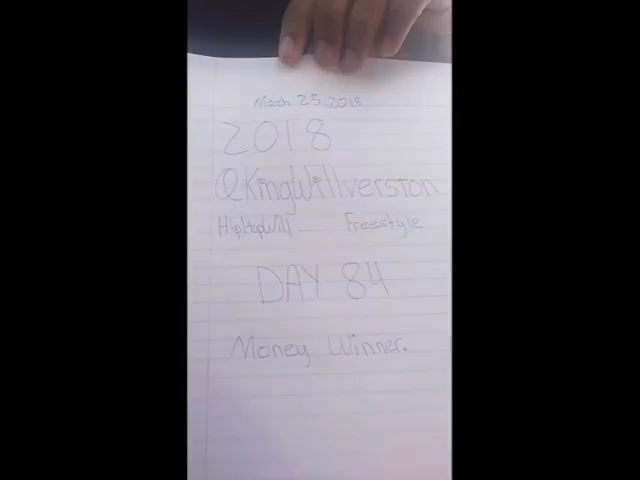 March 25, 2018
2018
@KingWillversion
HipHopWill Freestyle
DAY 84
Money Winner.